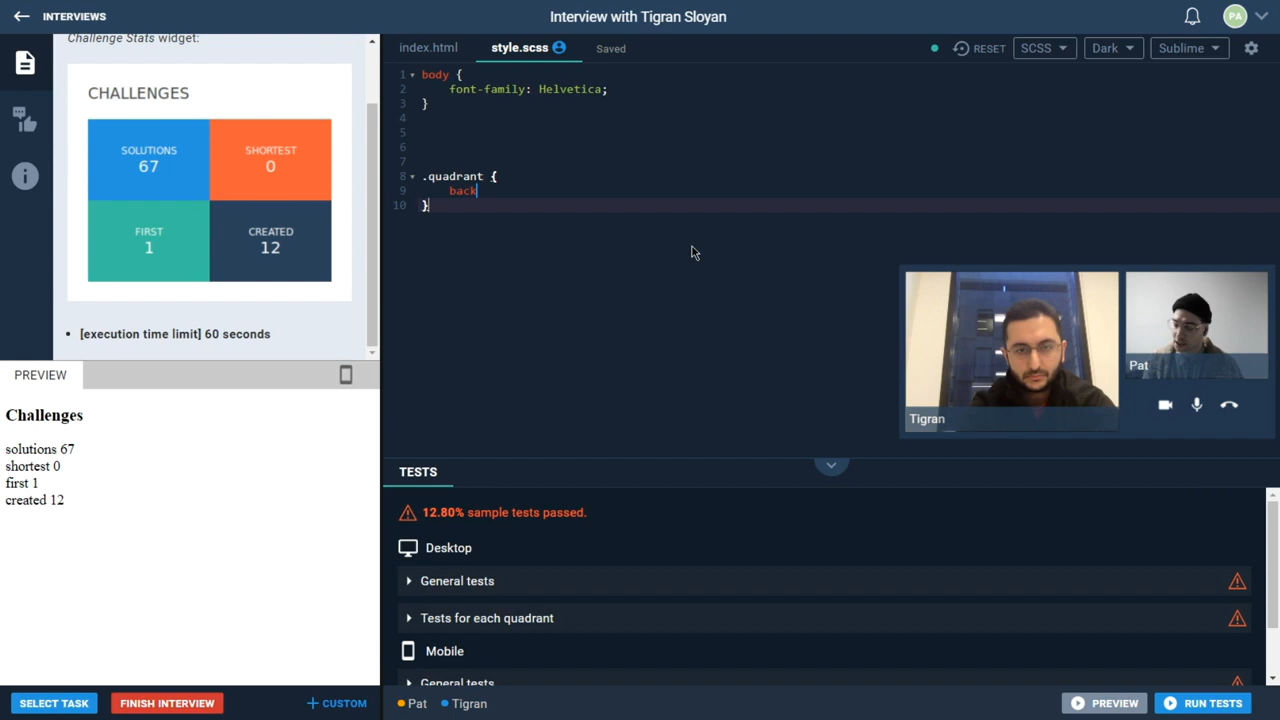 INTERVIEWS
Interview with Tigran Sloyan
PA
Challenge Stats widget:
CHALLENGES
SOLUTIONS
67
SHORTEST
0
FIRST
1
CREATED
12
• [execution time limit] 60 seconds
PREVIEW
Challenges
solutions 67
shortest 0
first 1
created 12
SELECT TASK
FINISH INTERVIEW
+ CUSTOM
index.html
style.scss
Saved
RESET
SCSS
Dark
Sublime
1 body {
2 font-family: Helvetica;
3 }
4
5
6
7
8 .quadrant {
9 back
10 }
Tigran
Pat
TESTS
12.80% sample tests passed.
Desktop
General tests
Tests for each quadrant
Mobile
General tests
Pat
Tigran
PREVIEW
RUN TESTS